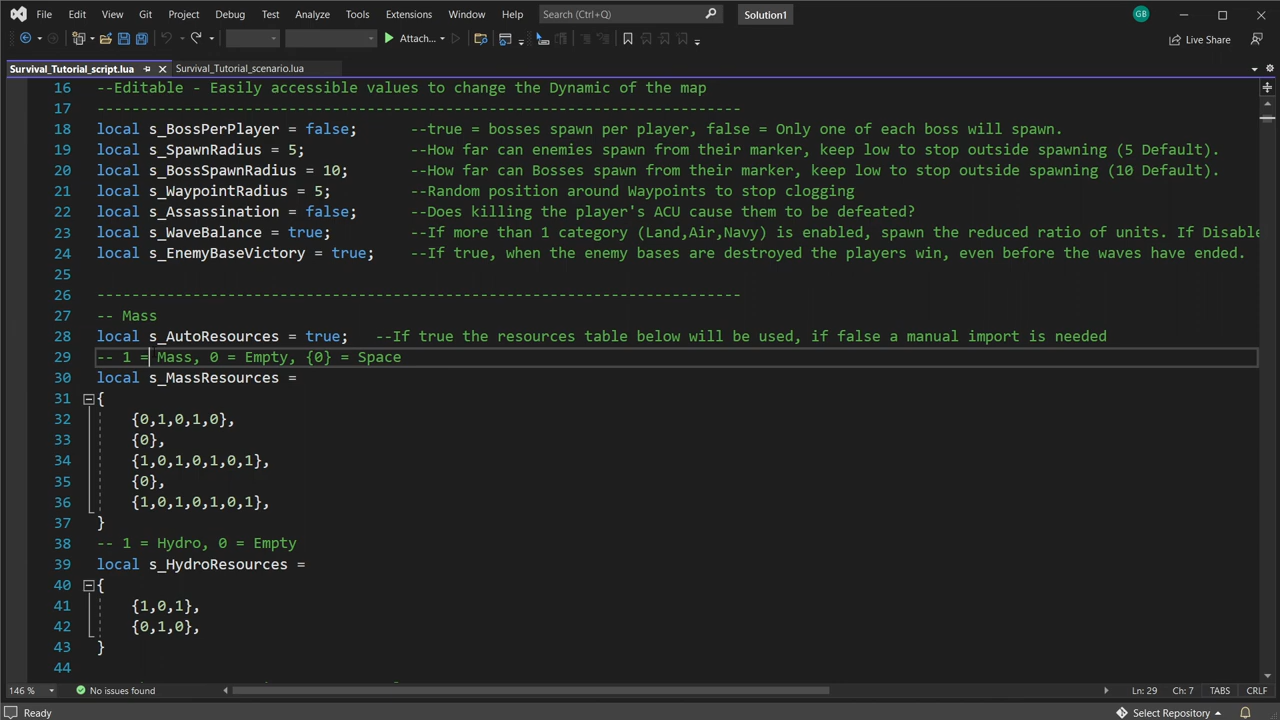 File Edit View Git Project Debug Test Analyze Tools Extensions Window Help Search (Ctrl+Q) Solution1 GB
Attach... Live Share
Survival_Tutorial_script.lua Survival_Tutorial_scenario.lua
16 --Editable - Easily accessible values to change the Dynamic of the map
17 --------------------------------------------------------------------------
18 local s_BossPerPlayer = false; --true = bosses spawn per player, false = Only one of each boss will spawn.
19 local s_SpawnRadius = 5; --How far can enemies spawn from their marker, keep low to stop outside spawning (5 Default).
20 local s_BossSpawnRadius = 10; --How far can Bosses spawn from their marker, keep low to stop outside spawning (10 Default).
21 local s_WaypointRadius = 5; --Random position around Waypoints to stop clogging
22 local s_Assassination = false; --Does killing the player's ACU cause them to be defeated?
23 local s_WaveBalance = true; --If more than 1 category (Land,Air,Navy) is enabled, spawn the reduced ratio of units. If Disable
24 local s_EnemyBaseVictory = true; --If true, when the enemy bases are destroyed the players win, even before the waves have ended.
25
26 --------------------------------------------------------------------------
27 -- Mass
28 local s_AutoResources = true; --If true the resources table below will be used, if false a manual import is needed
29 -- 1 = Mass, 0 = Empty, {0} = Space
30 local s_MassResources =
31 {
32 {0,1,0,1,0},
33 {0},
34 {1,0,1,0,1,0,1},
35 {0},
36 {1,0,1,0,1,0,1},
37 }
38 -- 1 = Hydro, 0 = Empty
39 local s_HydroResources =
40 {
41 {1,0,1},
42 {0,1,0},
43 }
44
146 % No issues found Ln: 29 Ch: 7 TABS CRLF
Ready Select Repository